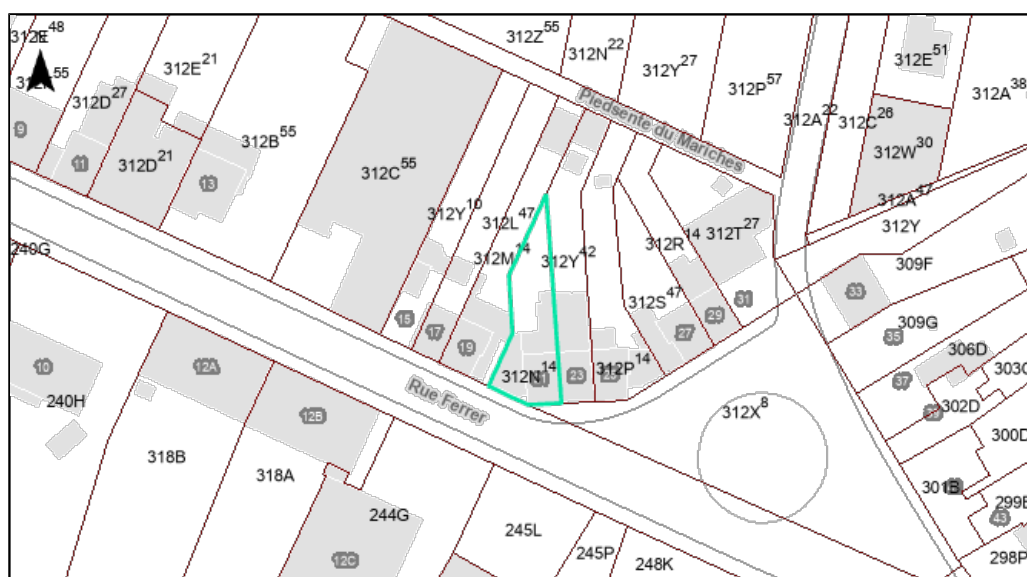 312Z⁵⁵
312N²²
312Y²⁷
312P⁵⁷
312E⁵¹
312A³⁸
312E²¹
312D²⁷
312D²¹
312B⁵⁵
312C⁵⁵
Piedsente du Mariches
312A²²
312C²⁶
312W³⁰
312A⁴⁷
312Y
9
11
13
312Y¹⁰
312L⁴⁷
312M¹⁴
312Y⁴²
312R¹⁴
312T²⁷
312S⁴⁷
309F
240G
15
17
19
27
29
31
33
309G
35
306D
303C
37
302D
10
12A
12B
240H
Rue Ferrer
312N¹⁴
23
312P¹⁴
312X⁸
318B
318A
244G
12C
245L
245P
248K
300D
301B
299E
43
298P